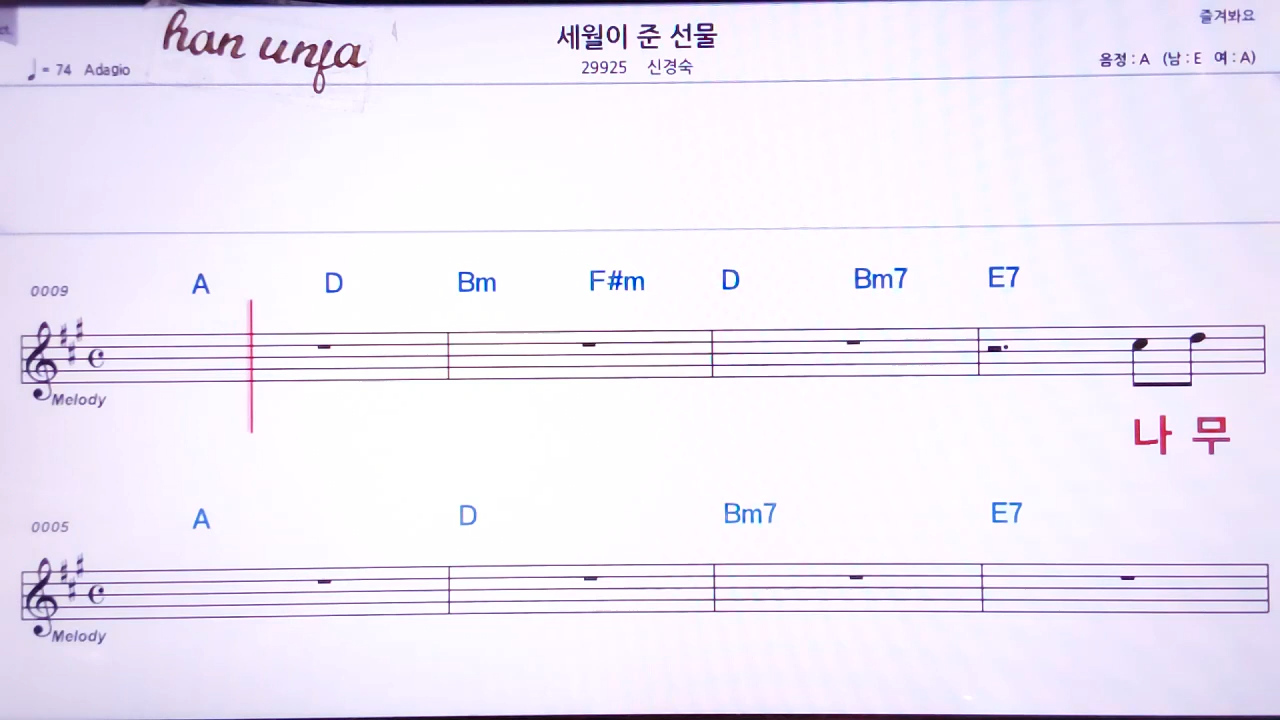 han unfa
세월이 준 선물
즐겨봐요
♩= 74 Adagio
29925 신경숙
음정 : A (남 : E 여 : A)
A D Bm F#m D Bm7 E7
0009
Melody
나 무
A D Bm7 E7
0005
Melody